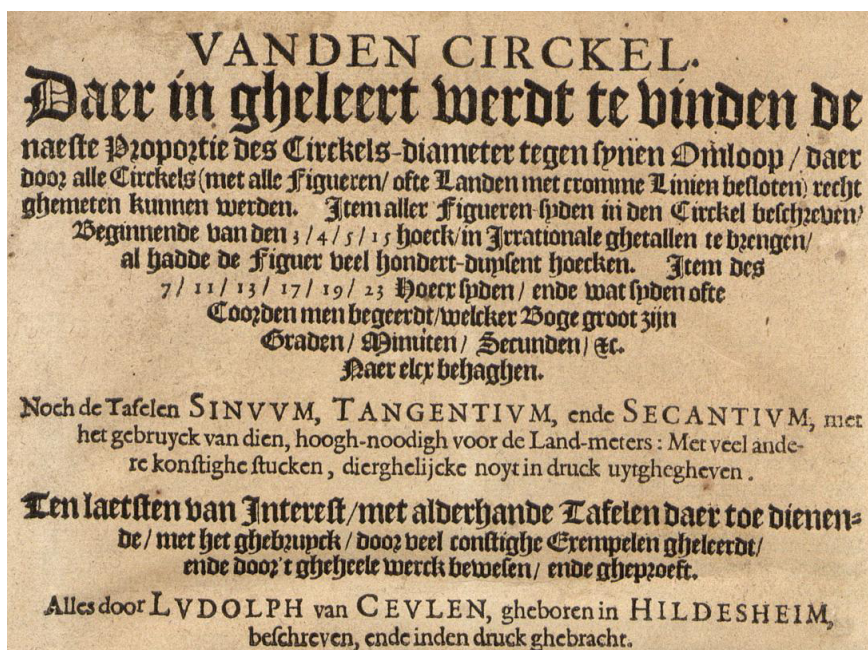 VANDEN CIRCKEL.
Daer in gheleert werdt te vinden de
naeste Proportie des Circkels-diameter tegen synen Omloop / daer
door alle Circkels (met alle Figueren / ofte Landen met cromme Linien besloten) recht
ghemeten kunnen werden. Item aller Figueren-syden in den Circkel beschreven /
Beginnende van den 3 / 4 / 5 / 15 hoeck / in Irrationale ghetallen te brengen /
al hadde de Figuer veel hondert-duysent hoecken. Item des
7 / 11 / 13 / 17 / 19 / 23 Hoecx syden / ende wat syden ofte
Coorden men begeerdt / welcker Boge groot zijn
Graden / Minuten / Secunden / &c.
Naer elcx behaghen.
Noch de Tafelen SINVVM, TANGENTIVM, ende SECANTIVM, met
het gebruyck van dien, hoogh-noodigh voor de Land-meters : Met veel ande-
re konstighe stucken, dierghelijcke noyt in druck uytghegheven.
Ten laetsten van Interest / met alderhande Tafelen daer toe dienen-
de / met het ghebruyck / door veel constighe Exempelen gheleerdt /
ende door't gheheele werck bewesen / ende gheproeft.
Alles door LVDOLPH van CEVLEN, gheboren in HILDESHEIM,
beschreven, ende inden druck ghebracht.